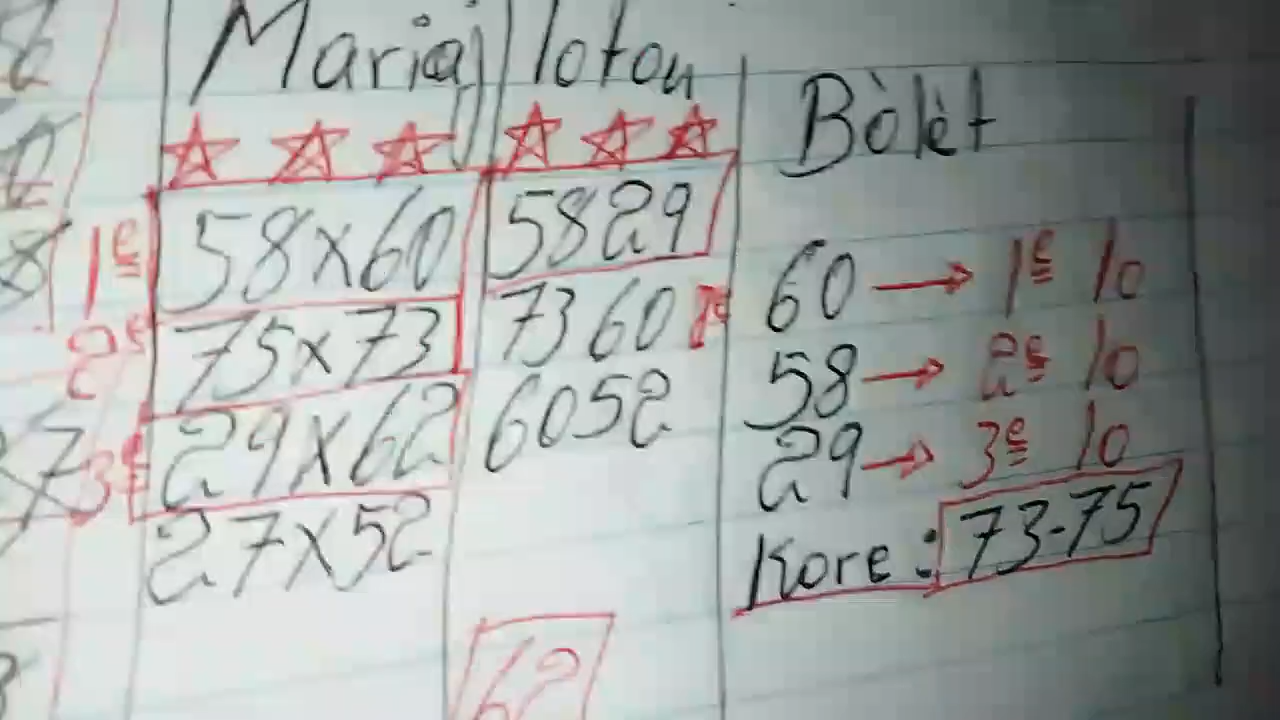 Mariaj lotou Bòlèt
1e 58x60 5829
2e 75x73 7360
3e 29x62 6052
27x52
60 → 1e lo
58 → 2e lo
29 → 3e lo
Kore : 73-75
62